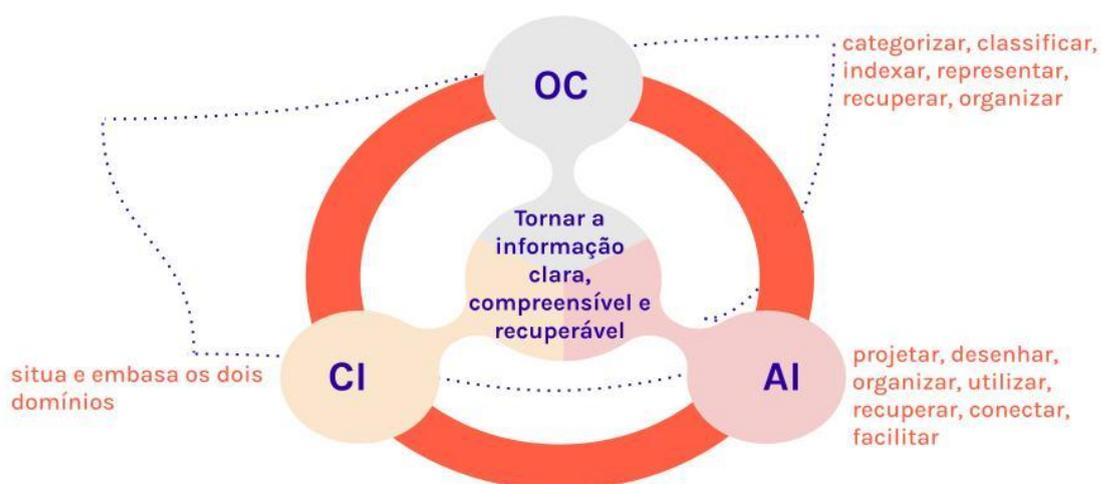 OC
categorizar, classificar,
indexar, representar,
recuperar, organizar
Tornar a
informação
clara,
compreensível e
recuperável
CI
situa e embasa os dois
domínios
AI
projetar, desenhar,
organizar, utilizar,
recuperar, conectar,
facilitar